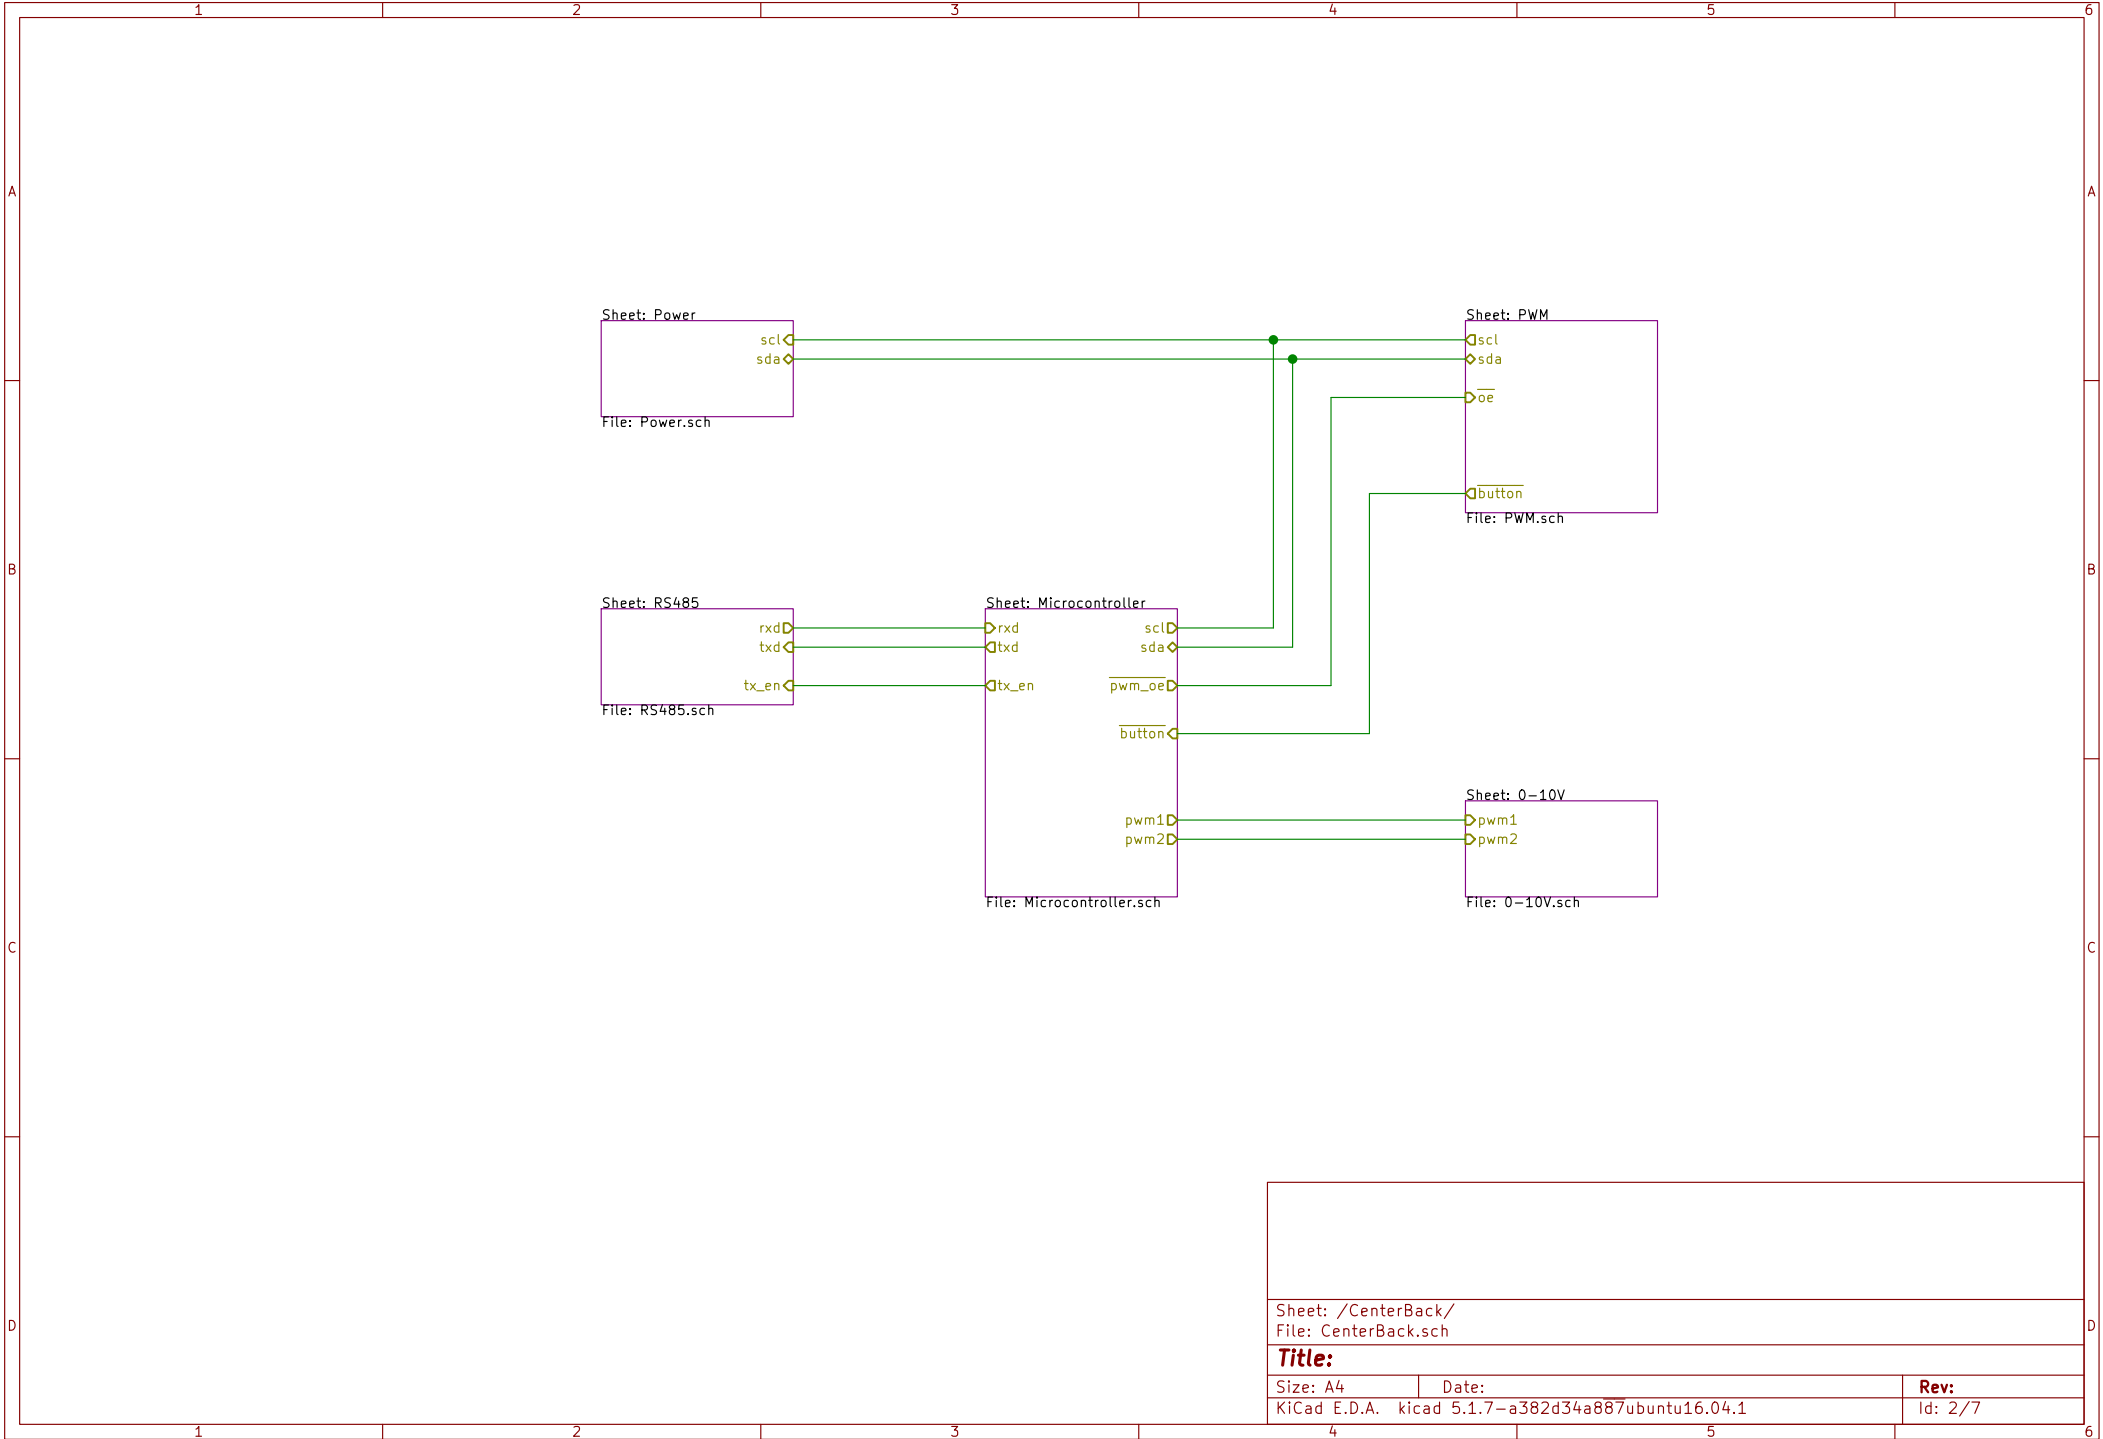 1 2 3 4 5 6
A A
B B
C C
D D
Sheet: Power
scl
sda
File: Power.sch
Sheet: PWM
scl
sda
oe
button
File: PWM.sch
Sheet: RS485
rxd
txd
tx_en
File: RS485.sch
Sheet: Microcontroller
rxd
txd
tx_en
scl
sda
pwm_oe
button
pwm1
pwm2
File: Microcontroller.sch
Sheet: 0-10V
pwm1
pwm2
File: 0-10V.sch
Sheet: /CenterBack/
File: CenterBack.sch
Title:
Size: A4 Date: Rev:
KiCad E.D.A. kicad 5.1.7-a382d34a887ubuntu16.04.1 Id: 2/7
1 2 3 4 5 6